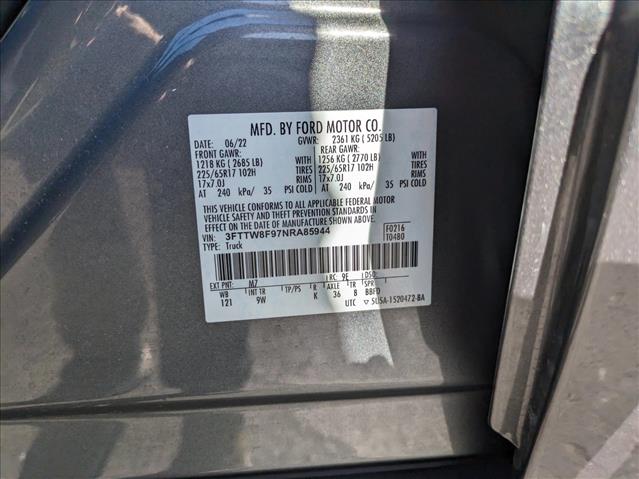 MFD. BY FORD MOTOR CO.
DATE: 06/22 GVWR: 2361 KG ( 5205 LB)
FRONT GAWR: REAR GAWR:
1218 KG ( 2685 LB) WITH 1256 KG ( 2770 LB) WITH
225/65R17 102H TIRES 225/65R17 102H TIRES
17x7.0J RIMS 17x7.0J RIMS
AT 240 kPa/ 35 PSI COLD AT 240 kPa/ 35 PSI COLD
THIS VEHICLE CONFORMS TO ALL APPLICABLE FEDERAL MOTOR
VEHICLE SAFETY AND THEFT PREVENTION STANDARDS IN
EFFECT ON THE DATE OF MANUFACTURE SHOWN ABOVE.
VIN: 3FTTW8F97NRA85944 F0216
TYPE: Truck T0480
EXT PNT: M7 RC: 9E DSO:
WB INT TR TP/PS R AXLE TR SPR
121 9W K 36 8 BBFD
UTC ▽ 5U5A-1520472-BA